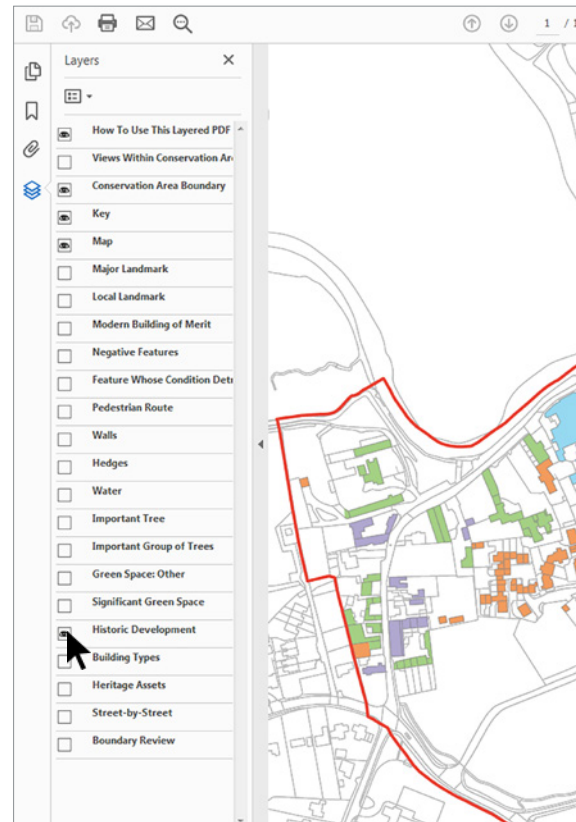 1 / 1
Layers
How To Use This Layered PDF
Views Within Conservation Are
Conservation Area Boundary
Key
Map
Major Landmark
Local Landmark
Modern Building of Merit
Negative Features
Feature Whose Condition Detr
Pedestrian Route
Walls
Hedges
Water
Important Tree
Important Group of Trees
Green Space: Other
Significant Green Space
Historic Development
Building Types
Heritage Assets
Street-by-Street
Boundary Review